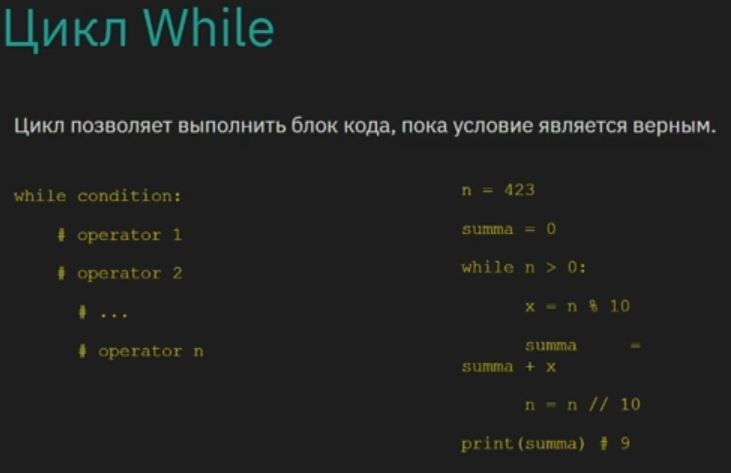 Цикл While
Цикл позволяет выполнить блок кода, пока условие является верным.
while condition:
# operator 1
# operator 2
# ...
# operator n
n = 423
summa = 0
while n > 0:
x = n % 10
summa =
summa + x
n = n // 10
print(summa) # 9